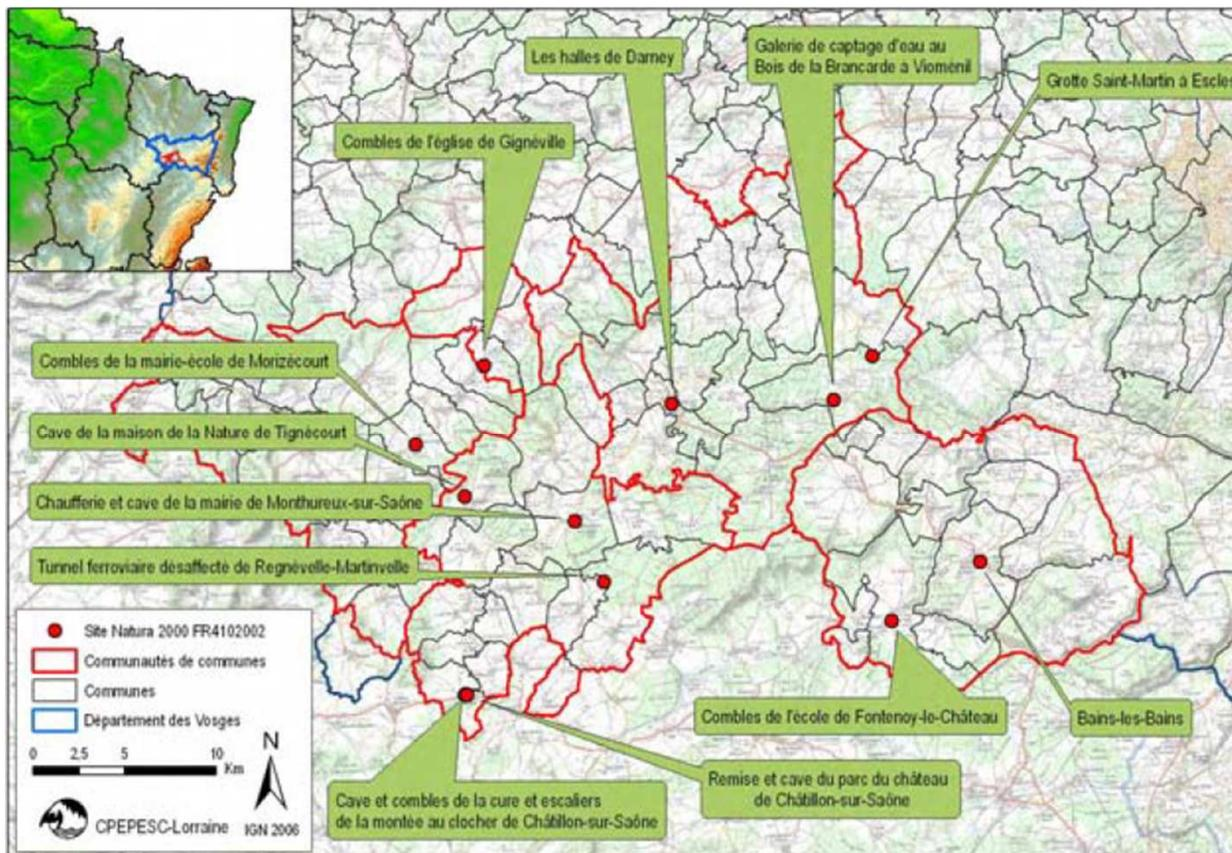 Les halles de Darney
Galerie de captage d'eau au
Bois de la Brancarde a Vioménil
Grotte Saint-Martin à Escles
Combles de l'église de Gignéville
Combles de la mairie-école de Morizécourt
Cave de la maison de la Nature de Tignécourt
Chaufferie et cave de la mairie de Monthureux-sur-Saône
Tunnel ferroviaire désaffecté de Regnévelle-Martinvelle
Site Natura 2000 FR4102002
Communautés de communes
Communes
Département des Vosges
0 2,5 5 10
Km
N
CPEPESC-Lorraine
IGN 2006
Combles de l'école de Fontenoy-le-Château
Bains-les-Bains
Remise et cave du parc du château
de Châtillon-sur-Saône
Cave et combles de la cure et escaliers
de la montée au clocher de Châtillon-sur-Saône